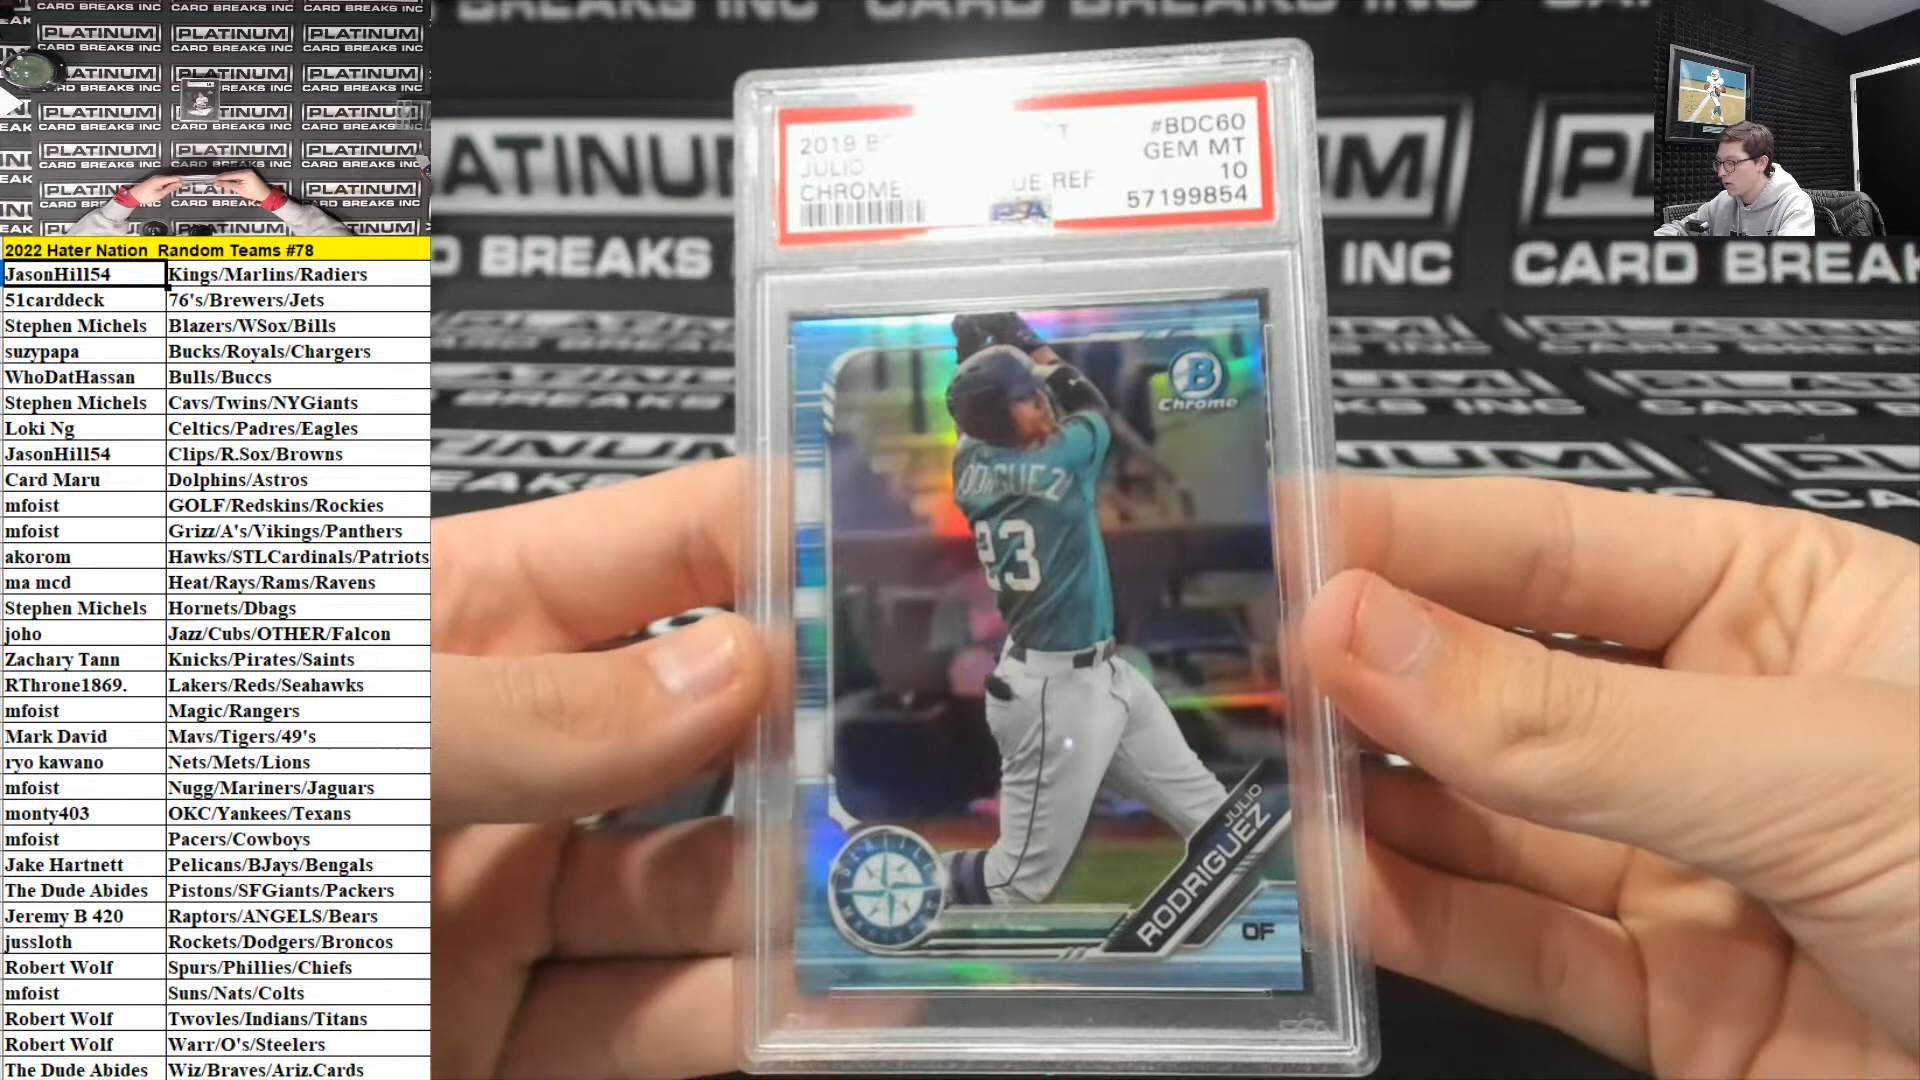 PLATINUM
CARD BREAKS INC
2022 Hater Nation Random Teams #78
JasonHill54 Kings/Marlins/Radiers
51carddeck 76's/Brewers/Jets
Stephen Michels Blazers/WSox/Bills
suzypapa Bucks/Royals/Chargers
WhoDatHassan Bulls/Buccs
Stephen Michels Cavs/Twins/NYGiants
Loki Ng Celtics/Padres/Eagles
JasonHill54 Clips/R.Sox/Browns
Card Maru Dolphins/Astros
mfoist GOLF/Redskins/Rockies
mfoist Grizz/A's/Vikings/Panthers
akorom Hawks/STLCardinals/Patriots
ma mcd Heat/Rays/Rams/Ravens
Stephen Michels Hornets/Dbags
joho Jazz/Cubs/OTHER/Falcon
Zachary Tann Knicks/Pirates/Saints
RThrone1869. Lakers/Reds/Seahawks
mfoist Magic/Rangers
Mark David Mavs/Tigers/49's
ryo kawano Nets/Mets/Lions
mfoist Nugg/Mariners/Jaguars
monty403 OKC/Yankees/Texans
mfoist Pacers/Cowboys
Jake Hartnett Pelicans/BJays/Bengals
The Dude Abides Pistons/SFGiants/Packers
Jeremy B 420 Raptors/ANGELS/Bears
jussloth Rockets/Dodgers/Broncos
Robert Wolf Spurs/Phillies/Chiefs
mfoist Suns/Nats/Colts
Robert Wolf Twovles/Indians/Titans
Robert Wolf Warr/O's/Steelers
The Dude Abides Wiz/Braves/Ariz.Cards
2019 #BDC60
JULIO GEM MT
CHROME REF 10
PSA 57199854
B
Chrome
23
SEATTLE
MARINERS
JULIO
RODRIGUEZ
OF